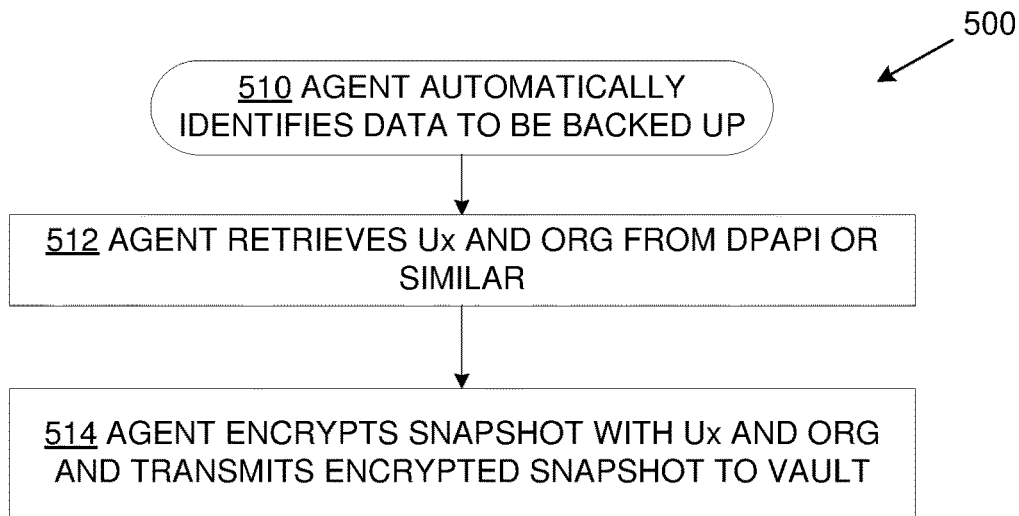 500
510 AGENT AUTOMATICALLY
IDENTIFIES DATA TO BE BACKED UP
512 AGENT RETRIEVES Ux AND ORG FROM DPAPI OR
SIMILAR
514 AGENT ENCRYPTS SNAPSHOT WITH Ux AND ORG
AND TRANSMITS ENCRYPTED SNAPSHOT TO VAULT